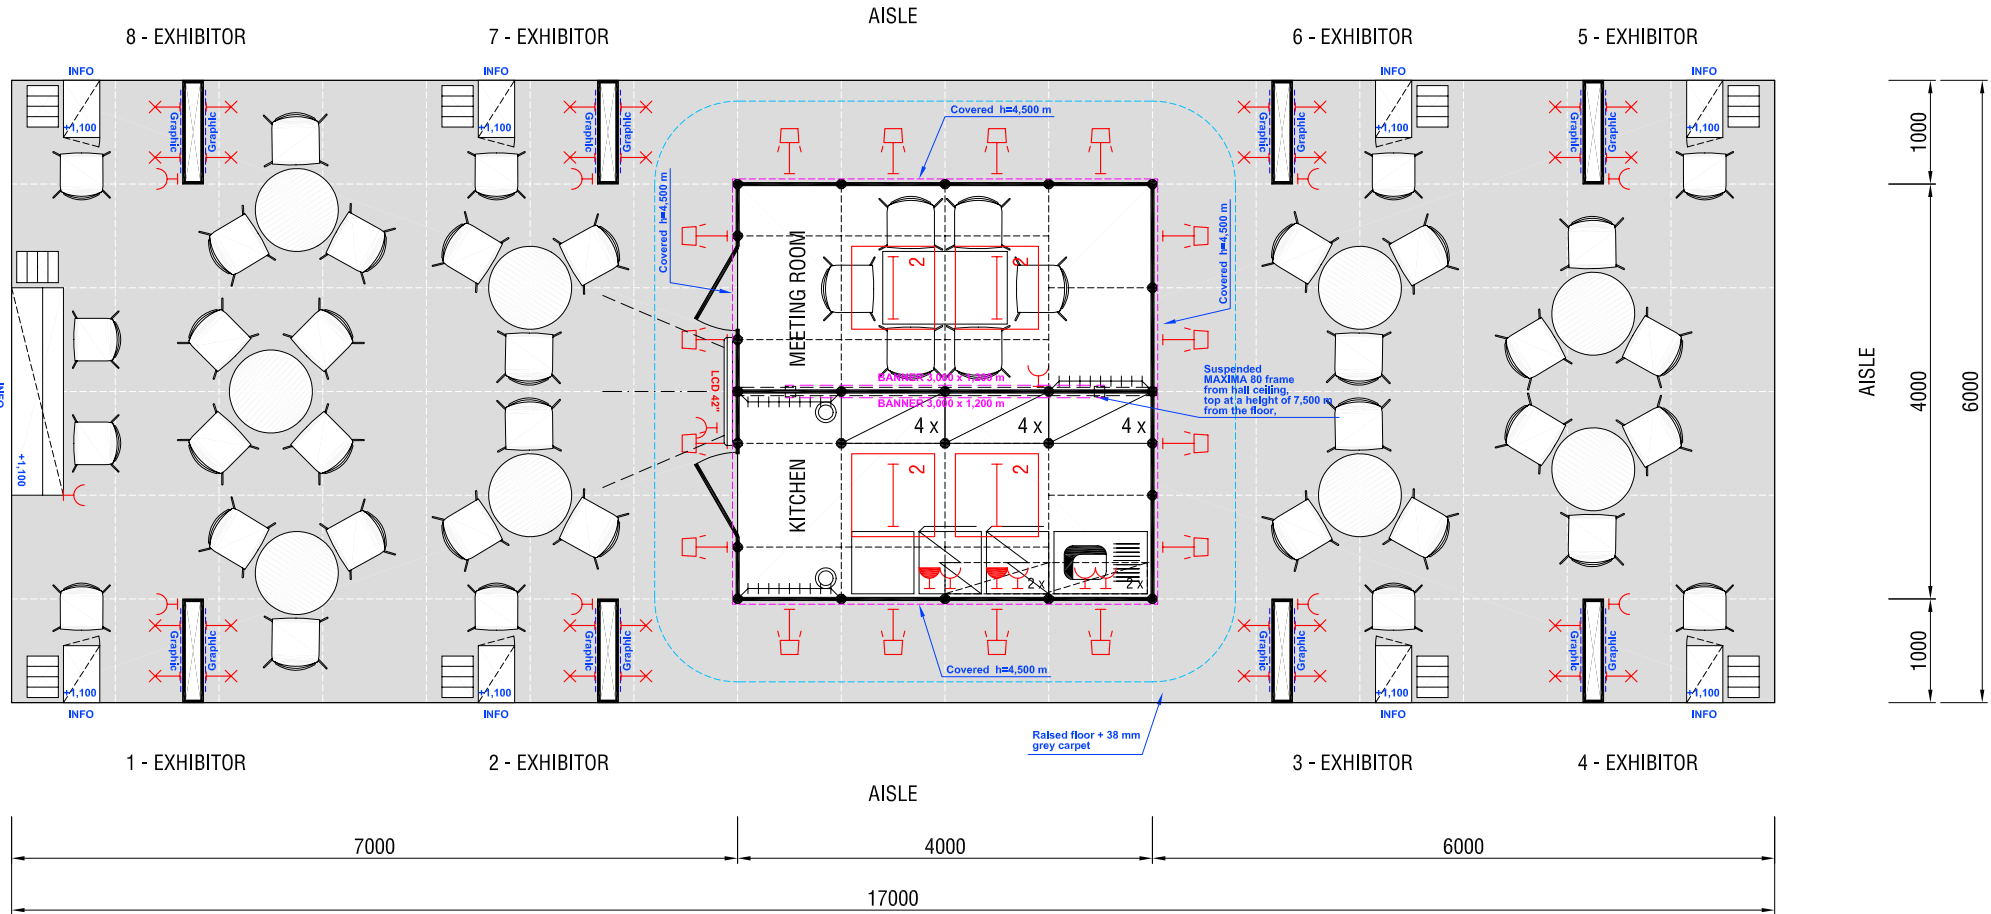 AISLE
8 - EXHIBITOR
7 - EXHIBITOR
6 - EXHIBITOR
5 - EXHIBITOR
INFO
INFO
INFO
INFO
+1,100
Graphic
Graphic
+1,100
Graphic
Graphic
Covered h=4,500 m
Graphic
Graphic
+1,100
Graphic
Graphic
+1,100
1000
Covered h=4,500 m
Covered h=4,500 m
MEETING ROOM
2
2
INFO
+1,100
LCD 42"
BANNER 3,000 x 1,200 m
BANNER 3,000 x 1,200 m
Suspended
MAXIMA 80 frame
from hall ceiling,
top at a height of 7,500 m
from the floor,
AISLE
4000
6000
4 x
4 x
4 x
KITCHEN
2
2
2 x
2 x
Graphic
Graphic
+1,100
Graphic
Graphic
+1,100
Covered h=4,500 m
Graphic
Graphic
+1,100
Graphic
Graphic
+1,100
1000
INFO
INFO
INFO
INFO
Raised floor + 38 mm
grey carpet
1 - EXHIBITOR
2 - EXHIBITOR
3 - EXHIBITOR
4 - EXHIBITOR
AISLE
7000
4000
6000
17000